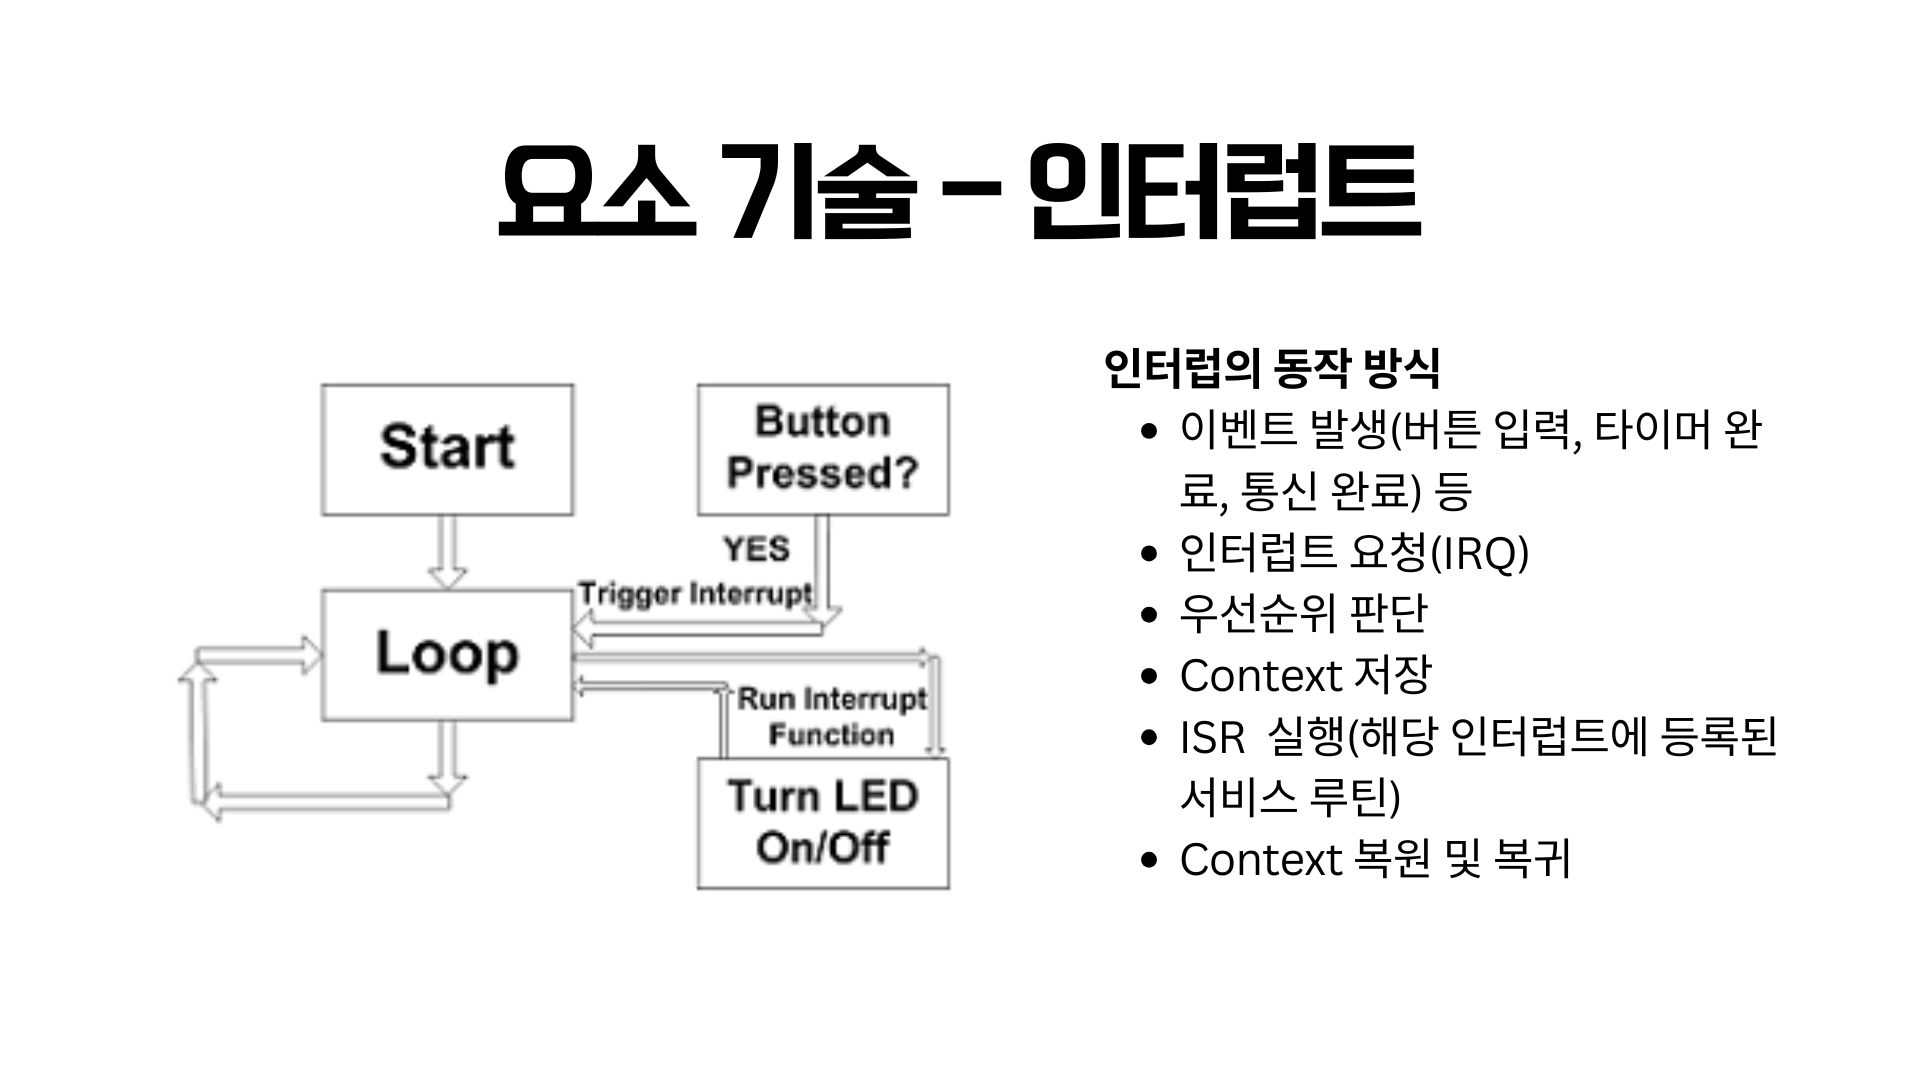 요소 기술 - 인터럽트
Start
Button
Pressed?
YES
Trigger Interrupt
Loop
Run Interrupt
Function
Turn LED
On/Off
인터럽의 동작 방식
• 이벤트 발생(버튼 입력, 타이머 완
료, 통신 완료) 등
• 인터럽트 요청(IRQ)
• 우선순위 판단
• Context 저장
• ISR 실행(해당 인터럽트에 등록된
서비스 루틴)
• Context 복원 및 복귀